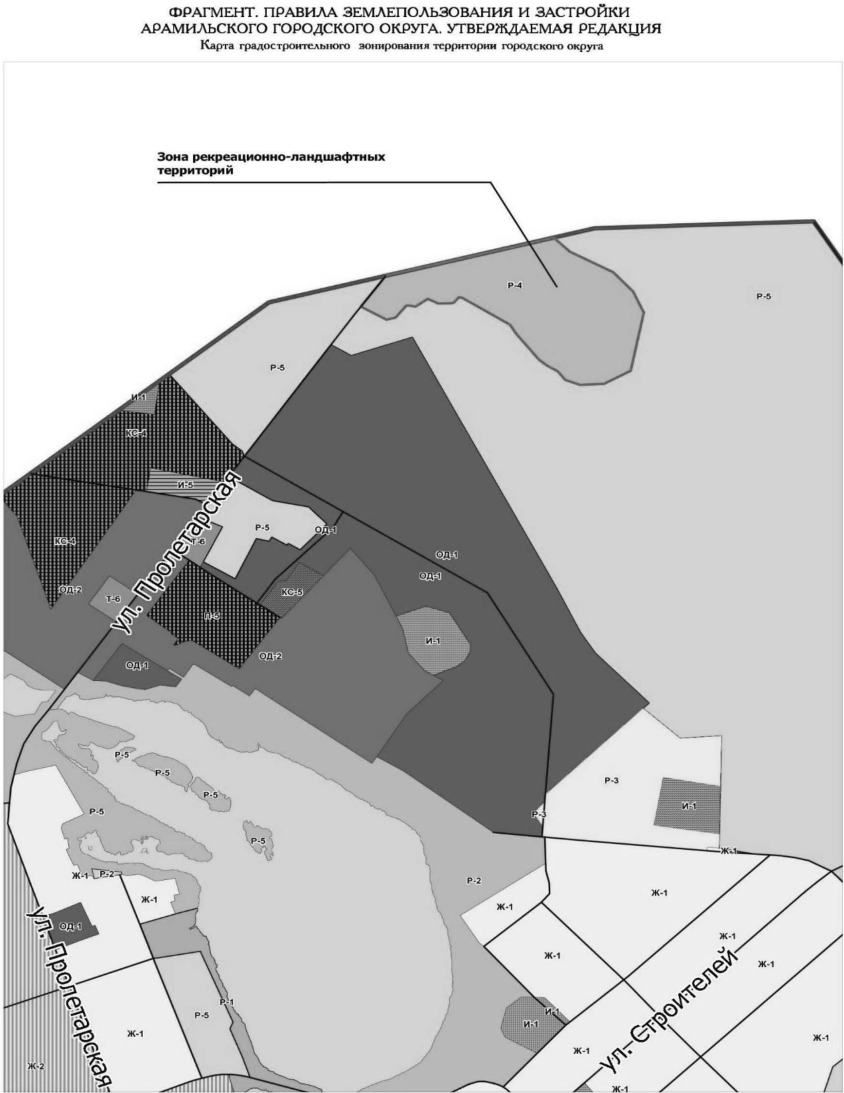 ФРАГМЕНТ. ПРАВИЛА ЗЕМЛЕПОЛЬЗОВАНИЯ И ЗАСТРОЙКИ
АРАМИЛЬСКОГО ГОРОДСКОГО ОКРУГА. УТВЕРЖДАЕМАЯ РЕДАКЦИЯ
Карта градостроительного зонирования территории городского округа
Зона рекреационно-ландшафтных
территорий
Р-4
Р-5
Р-5
И-1
КС-4
И-5
ул. Пролетарская
Р-5
ОД-1
КС-4
Т-6
ОД-1
ОД-1
ОД-2
Т-6
КС-5
П-5
И-1
ОД-2
ОД-1
Р-5
Р-5
Р-5
Р-3
И-1
Р-5
Р-3
Р-5
Ж-1
Ж-1
Р-2
Р-2
Ж-1
Ж-1
Ж-1
ОД-1
ул. Пролетарская
Ж-1
Ж-1
Ж-1
ул. Строителей
Р-1
Р-5
И-1
И-1
Ж-1
Ж-1
Ж-1
Ж-2
Ж-1